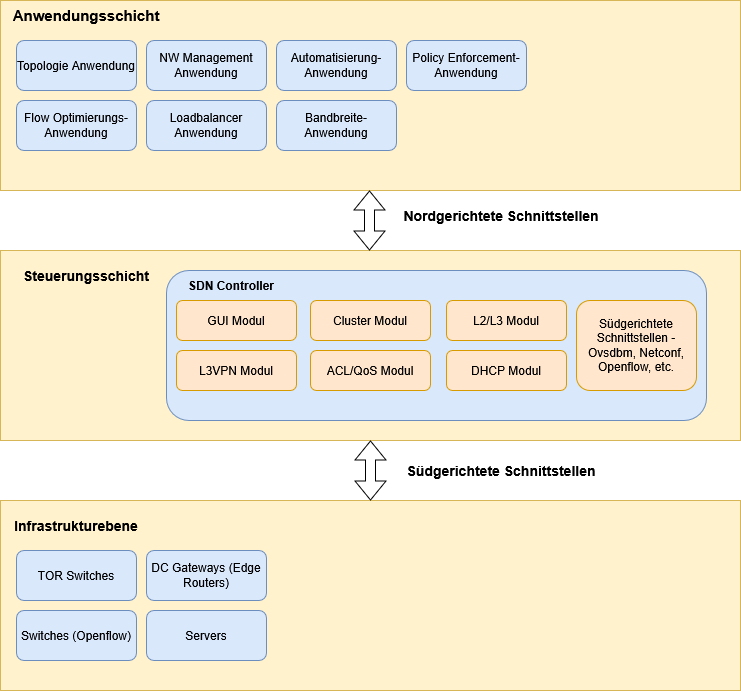 Anwendungsschicht
Topologie Anwendung
NW Management
Anwendung
Automatisierung-
Anwendung
Policy Enforcement-
Anwendung
Flow Optimierungs-
Anwendung
Loadbalancer
Anwendung
Bandbreite-
Anwendung
Nordgerichtete Schnittstellen
Steuerungsschicht
SDN Controller
GUI Modul
Cluster Modul
L2/L3 Modul
Südgerichtete
Schnittstellen -
Ovsdbm, Netconf,
Openflow, etc.
L3VPN Modul
ACL/QoS Modul
DHCP Modul
Südgerichtete Schnittstellen
Infrastrukturebene
TOR Switches
DC Gateways (Edge
Routers)
Switches (Openflow)
Servers